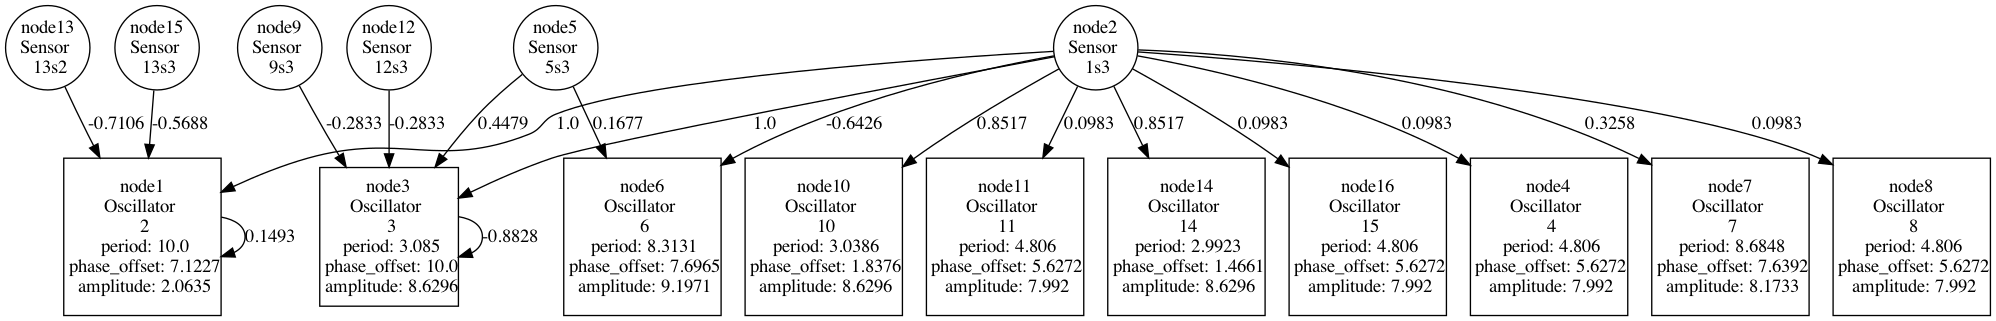 node13
Sensor
13s2
node15
Sensor
13s3
node9
Sensor
9s3
node12
Sensor
12s3
node5
Sensor
5s3
node2
Sensor
1s3
-0.7106
-0.5688
-0.2833
-0.2833
0.4479
1.0
0.1677
1.0
-0.6426
0.8517
0.0983
0.8517
0.0983
0.0983
0.3258
0.0983
node1
Oscillator
2
period: 10.0
phase_offset: 7.1227
amplitude: 2.0635
0.1493
node3
Oscillator
3
period: 3.085
phase_offset: 10.0
amplitude: 8.6296
-0.8828
node6
Oscillator
6
period: 8.3131
phase_offset: 7.6965
amplitude: 9.1971
node10
Oscillator
10
period: 3.0386
phase_offset: 1.8376
amplitude: 8.6296
node11
Oscillator
11
period: 4.806
phase_offset: 5.6272
amplitude: 7.992
node14
Oscillator
14
period: 2.9923
phase_offset: 1.4661
amplitude: 8.6296
node16
Oscillator
15
period: 4.806
phase_offset: 5.6272
amplitude: 7.992
node4
Oscillator
4
period: 4.806
phase_offset: 5.6272
amplitude: 7.992
node7
Oscillator
7
period: 8.6848
phase_offset: 7.6392
amplitude: 8.1733
node8
Oscillator
8
period: 4.806
phase_offset: 5.6272
amplitude: 7.992